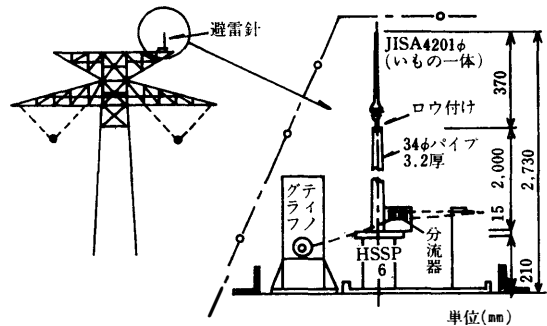 避雷針
JISA4201φ
(いもの一体)
ロウ付け
34φパイプ
3.2厚
370
2,000
2,730
15
210
ティノ
グラフ
分流器
HSSP
6
単位(mm)